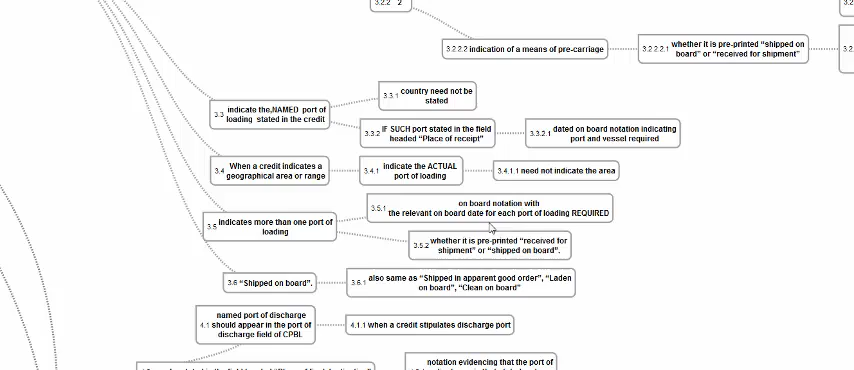 3.2.2 2
3.2.2.2 indication of a means of pre-carriage
3.2.2.2.1 whether it is pre-printed “shipped on
board” or “received for shipment”
3.2
3.2.
3.3 indicate the,NAMED port of
loading stated in the credit
3.3.1 country need not be
stated
3.3.2 IF SUCH port stated in the field
headed “Place of receipt”
3.3.2.1 dated on board notation indicating
port and vessel required
3.4 When a credit indicates a
geographical area or range
3.4.1 indicate the ACTUAL
port of loading
3.4.1.1 need not indicate the area
3.5 indicates more than one port of
loading
3.5.1 on board notation with
the relevant on board date for each port of loading REQUIRED
3.5.2 whether it is pre-printed “received for
shipment” or “shipped on board”.
3.6 “Shipped on board”.
3.6.1 also same as “Shipped in apparent good order”, “Laden
on board”, “Clean on board”
named port of discharge
4.1 should appear in the port of
discharge field of CPBL
4.1.1 when a credit stipulates discharge port
notation evidencing that the port of